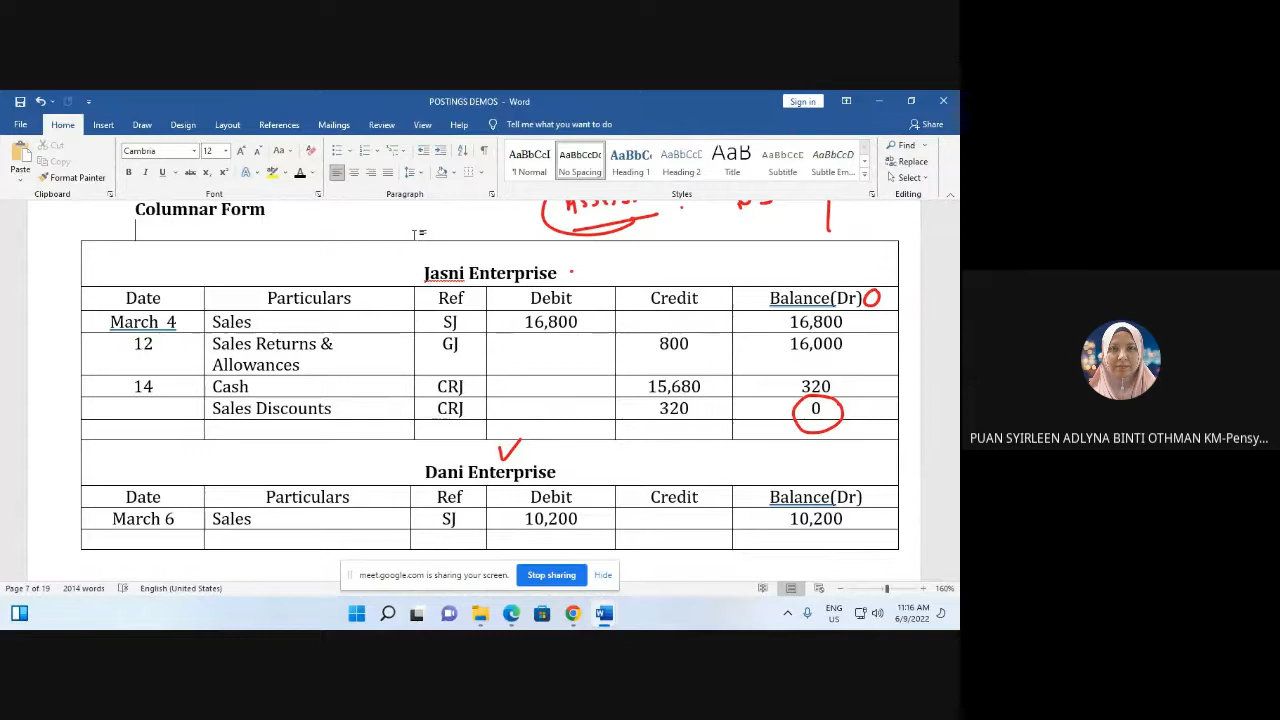 POSTINGS DEMOS - Word
Sign in
File Home Insert Draw Design Layout References Mailings Review View Help Tell me what you want to do Share
Paste
Cut
Copy
Format Painter
Clipboard
Cambria 12
Font
Paragraph
AaBbCcI AaBbCcDc AaBbC AaBbCcD AaB AaBbCcD AaBbCcD
¶ Normal No Spacing Heading 1 Heading 2 Title Subtitle Subtle Em...
Styles
Find
Replace
Select
Editing
Columnar Form
Jasni Enterprise
Date Particulars Ref Debit Credit Balance(Dr) O
March 4 Sales SJ 16,800 16,800
12 Sales Returns & GJ 800 16,000
Allowances
14 Cash CRJ 15,680 320
Sales Discounts CRJ 320 0
Dani Enterprise
Date Particulars Ref Debit Credit Balance(Dr)
March 6 Sales SJ 10,200 10,200
meet.google.com is sharing your screen. Stop sharing Hide
Page 7 of 19 2014 words English (United States) 160%
ENG
US
11:16 AM
6/9/2022
PUAN SYIRLEEN ADLYNA BINTI OTHMAN KM-Pensy...